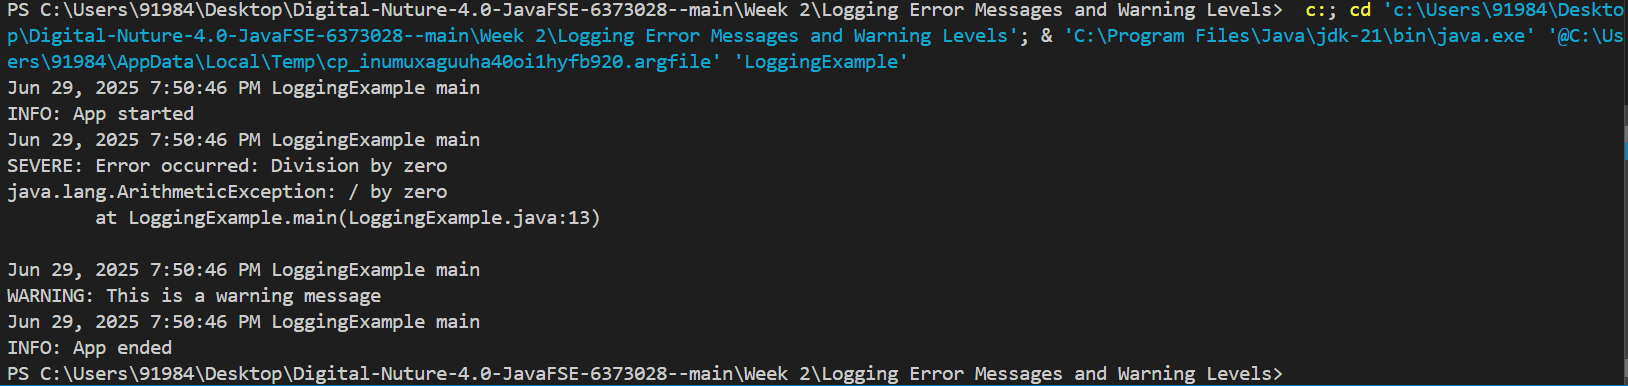 PS C:\Users\91984\Desktop\Digital-Nuture-4.0-JavaFSE-6373028--main\Week 2\Logging Error Messages and Warning Levels>  c:; cd 'c:\Users\91984\Deskto
p\Digital-Nuture-4.0-JavaFSE-6373028--main\Week 2\Logging Error Messages and Warning Levels'; & 'C:\Program Files\Java\jdk-21\bin\java.exe' '@C:\Us
ers\91984\AppData\Local\Temp\cp_inumuxaguuha40oi1hyfb920.argfile' 'LoggingExample'
Jun 29, 2025 7:50:46 PM LoggingExample main
INFO: App started
Jun 29, 2025 7:50:46 PM LoggingExample main
SEVERE: Error occurred: Division by zero
java.lang.ArithmeticException: / by zero
        at LoggingExample.main(LoggingExample.java:13)

Jun 29, 2025 7:50:46 PM LoggingExample main
WARNING: This is a warning message
Jun 29, 2025 7:50:46 PM LoggingExample main
INFO: App ended
PS C:\Users\91984\Desktop\Digital-Nuture-4.0-JavaFSE-6373028--main\Week 2\Logging Error Messages and Warning Levels>